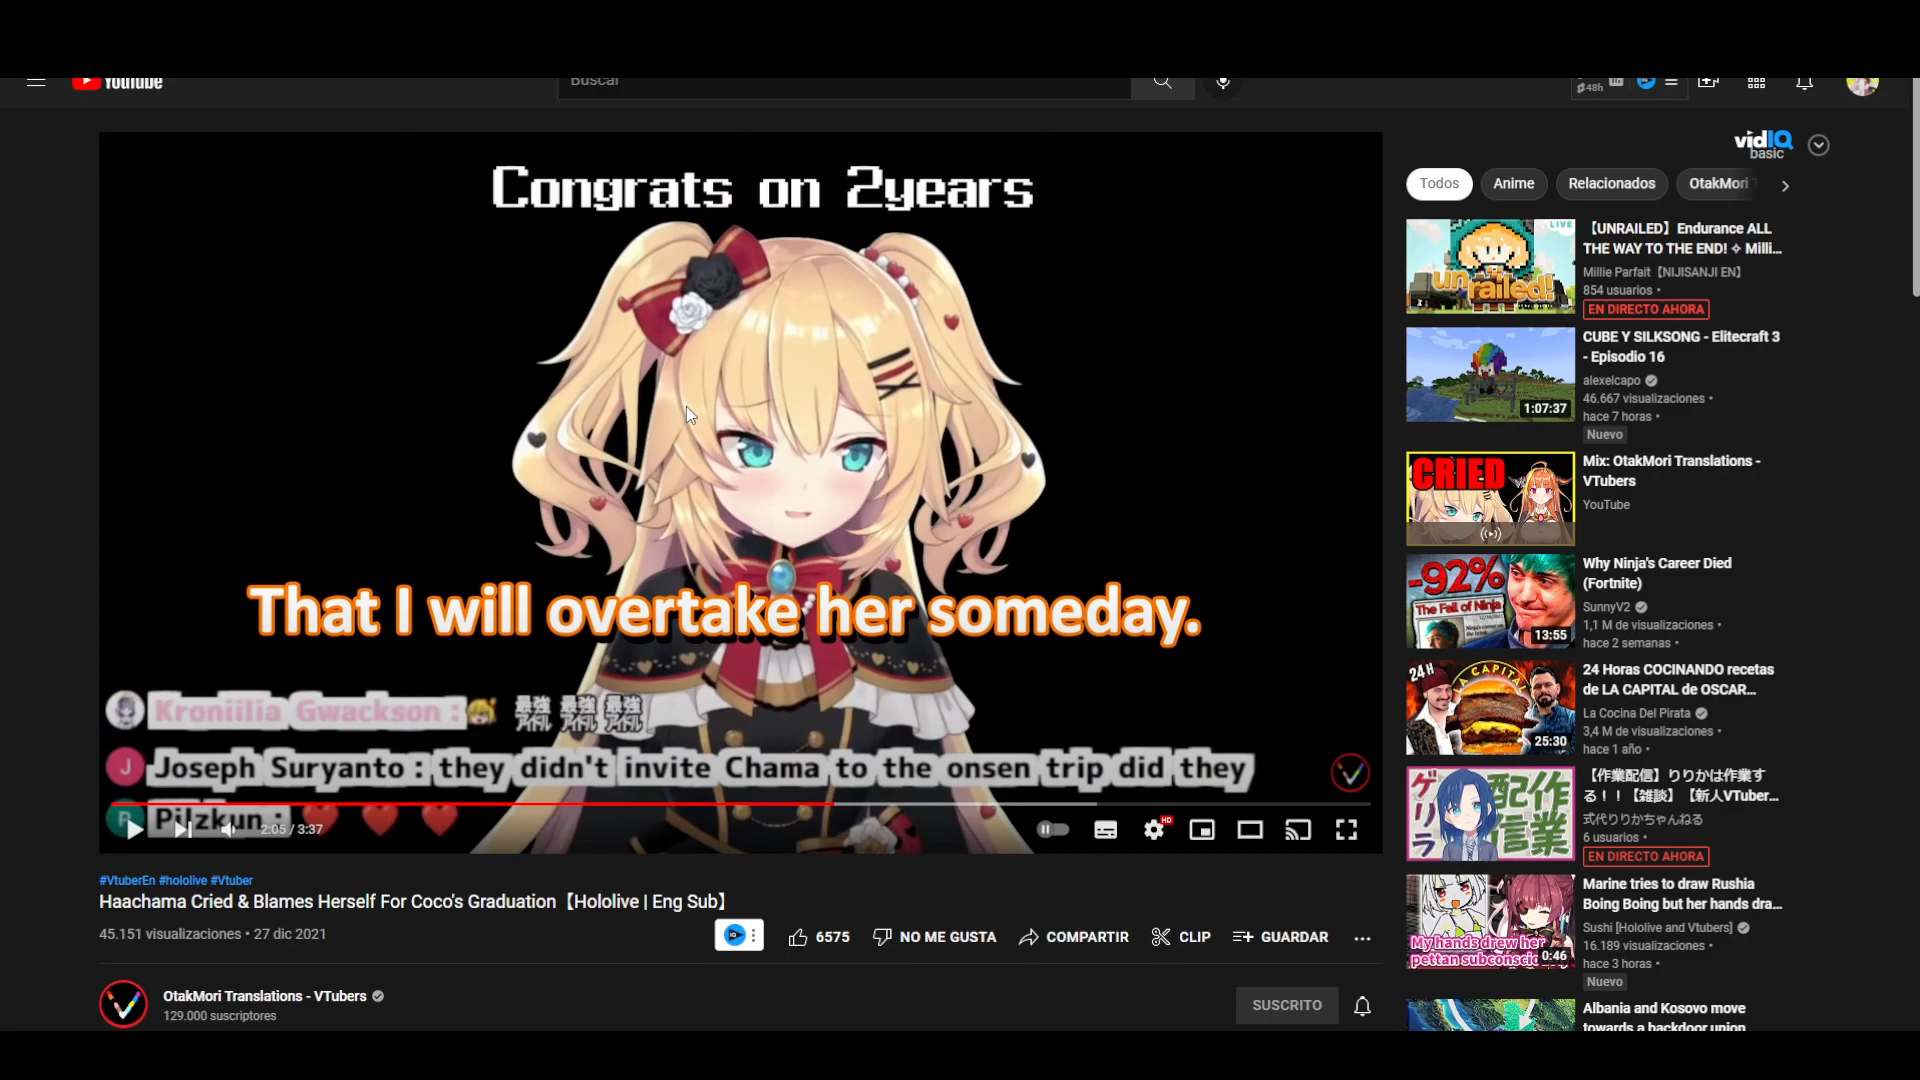 YouTube
Buscar
48h
Congrats on 2years
That I will overtake her someday.
Kroniilia Gwackson : 最強アイドル 最強アイドル 最強アイドル
J Joseph Suryanto : they didn't invite Chama to the onsen trip did they
Pilzkun :
2:05 / 3:37
HD
#VtuberEn #hololive #Vtuber
Haachama Cried & Blames Herself For Coco's Graduation【Hololive | Eng Sub】
45.151 visualizaciones • 27 dic 2021
6575 NO ME GUSTA COMPARTIR CLIP GUARDAR
OtakMori Translations - VTubers
129.000 suscriptores
SUSCRITO
vidIQ
basic
Todos Anime Relacionados OtakMori
LIVE
unrailed!
【UNRAILED】Endurance ALL
THE WAY TO THE END! ✧ Milli...
Millie Parfait【NIJISANJI EN】
854 usuarios •
EN DIRECTO AHORA
1:07:37
CUBE Y SILKSONG - Elitecraft 3
- Episodio 16
alexelcapo
46.667 visualizaciones •
hace 7 horas •
Nuevo
CRIED
Mix: OtakMori Translations -
VTubers
YouTube
-92%
The Fall of Ninja
13:55
Why Ninja's Career Died
(Fortnite)
SunnyV2
1,1 M de visualizaciones •
hace 2 semanas •
24H
LA CAPITAL
25:30
24 Horas COCINANDO recetas
de LA CAPITAL de OSCAR...
La Cocina Del Pirata
3,4 M de visualizaciones •
hace 1 año •
ゲリラ
作業配信
【作業配信】りりかは作業す
る！！【雑談】【新人VTuber...
式代りりかちゃんねる
6 usuarios •
EN DIRECTO AHORA
My hands drew her
pettan subconscio
0:46
Marine tries to draw Rushia
Boing Boing but her hands dra...
Sushi [Hololive and Vtubers]
16.189 visualizaciones •
hace 3 horas •
Nuevo
Albania and Kosovo move
towards a backdoor union